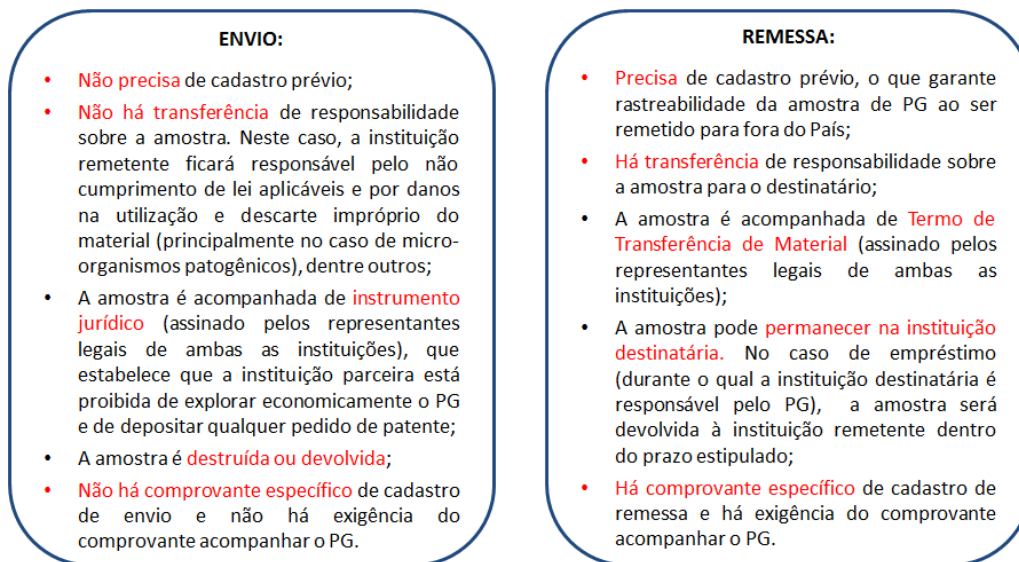 ENVIO:
• Não precisa de cadastro prévio;
• Não há transferência de responsabilidade
sobre a amostra. Neste caso, a instituição
remetente ficará responsável pelo não
cumprimento de lei aplicáveis e por danos
na utilização e descarte impróprio do
material (principalmente no caso de micro-
organismos patogênicos), dentre outros;
• A amostra é acompanhada de instrumento
jurídico (assinado pelos representantes
legais de ambas as instituições), que
estabelece que a instituição parceira está
proibida de explorar economicamente o PG
e de depositar qualquer pedido de patente;
• A amostra é destruída ou devolvida;
• Não há comprovante específico de cadastro
de envio e não há exigência do
comprovante acompanhar o PG.
REMESSA:
• Precisa de cadastro prévio, o que garante
rastreabilidade da amostra de PG ao ser
remetido para fora do País;
• Há transferência de responsabilidade sobre
a amostra para o destinatário;
• A amostra é acompanhada de Termo de
Transferência de Material (assinado pelos
representantes legais de ambas as
instituições);
• A amostra pode permanecer na instituição
destinatária. No caso de empréstimo
(durante o qual a instituição destinatária é
responsável pelo PG), a amostra será
devolvida à instituição remetente dentro
do prazo estipulado;
• Há comprovante específico de cadastro de
remessa e há exigência do comprovante
acompanhar o PG.